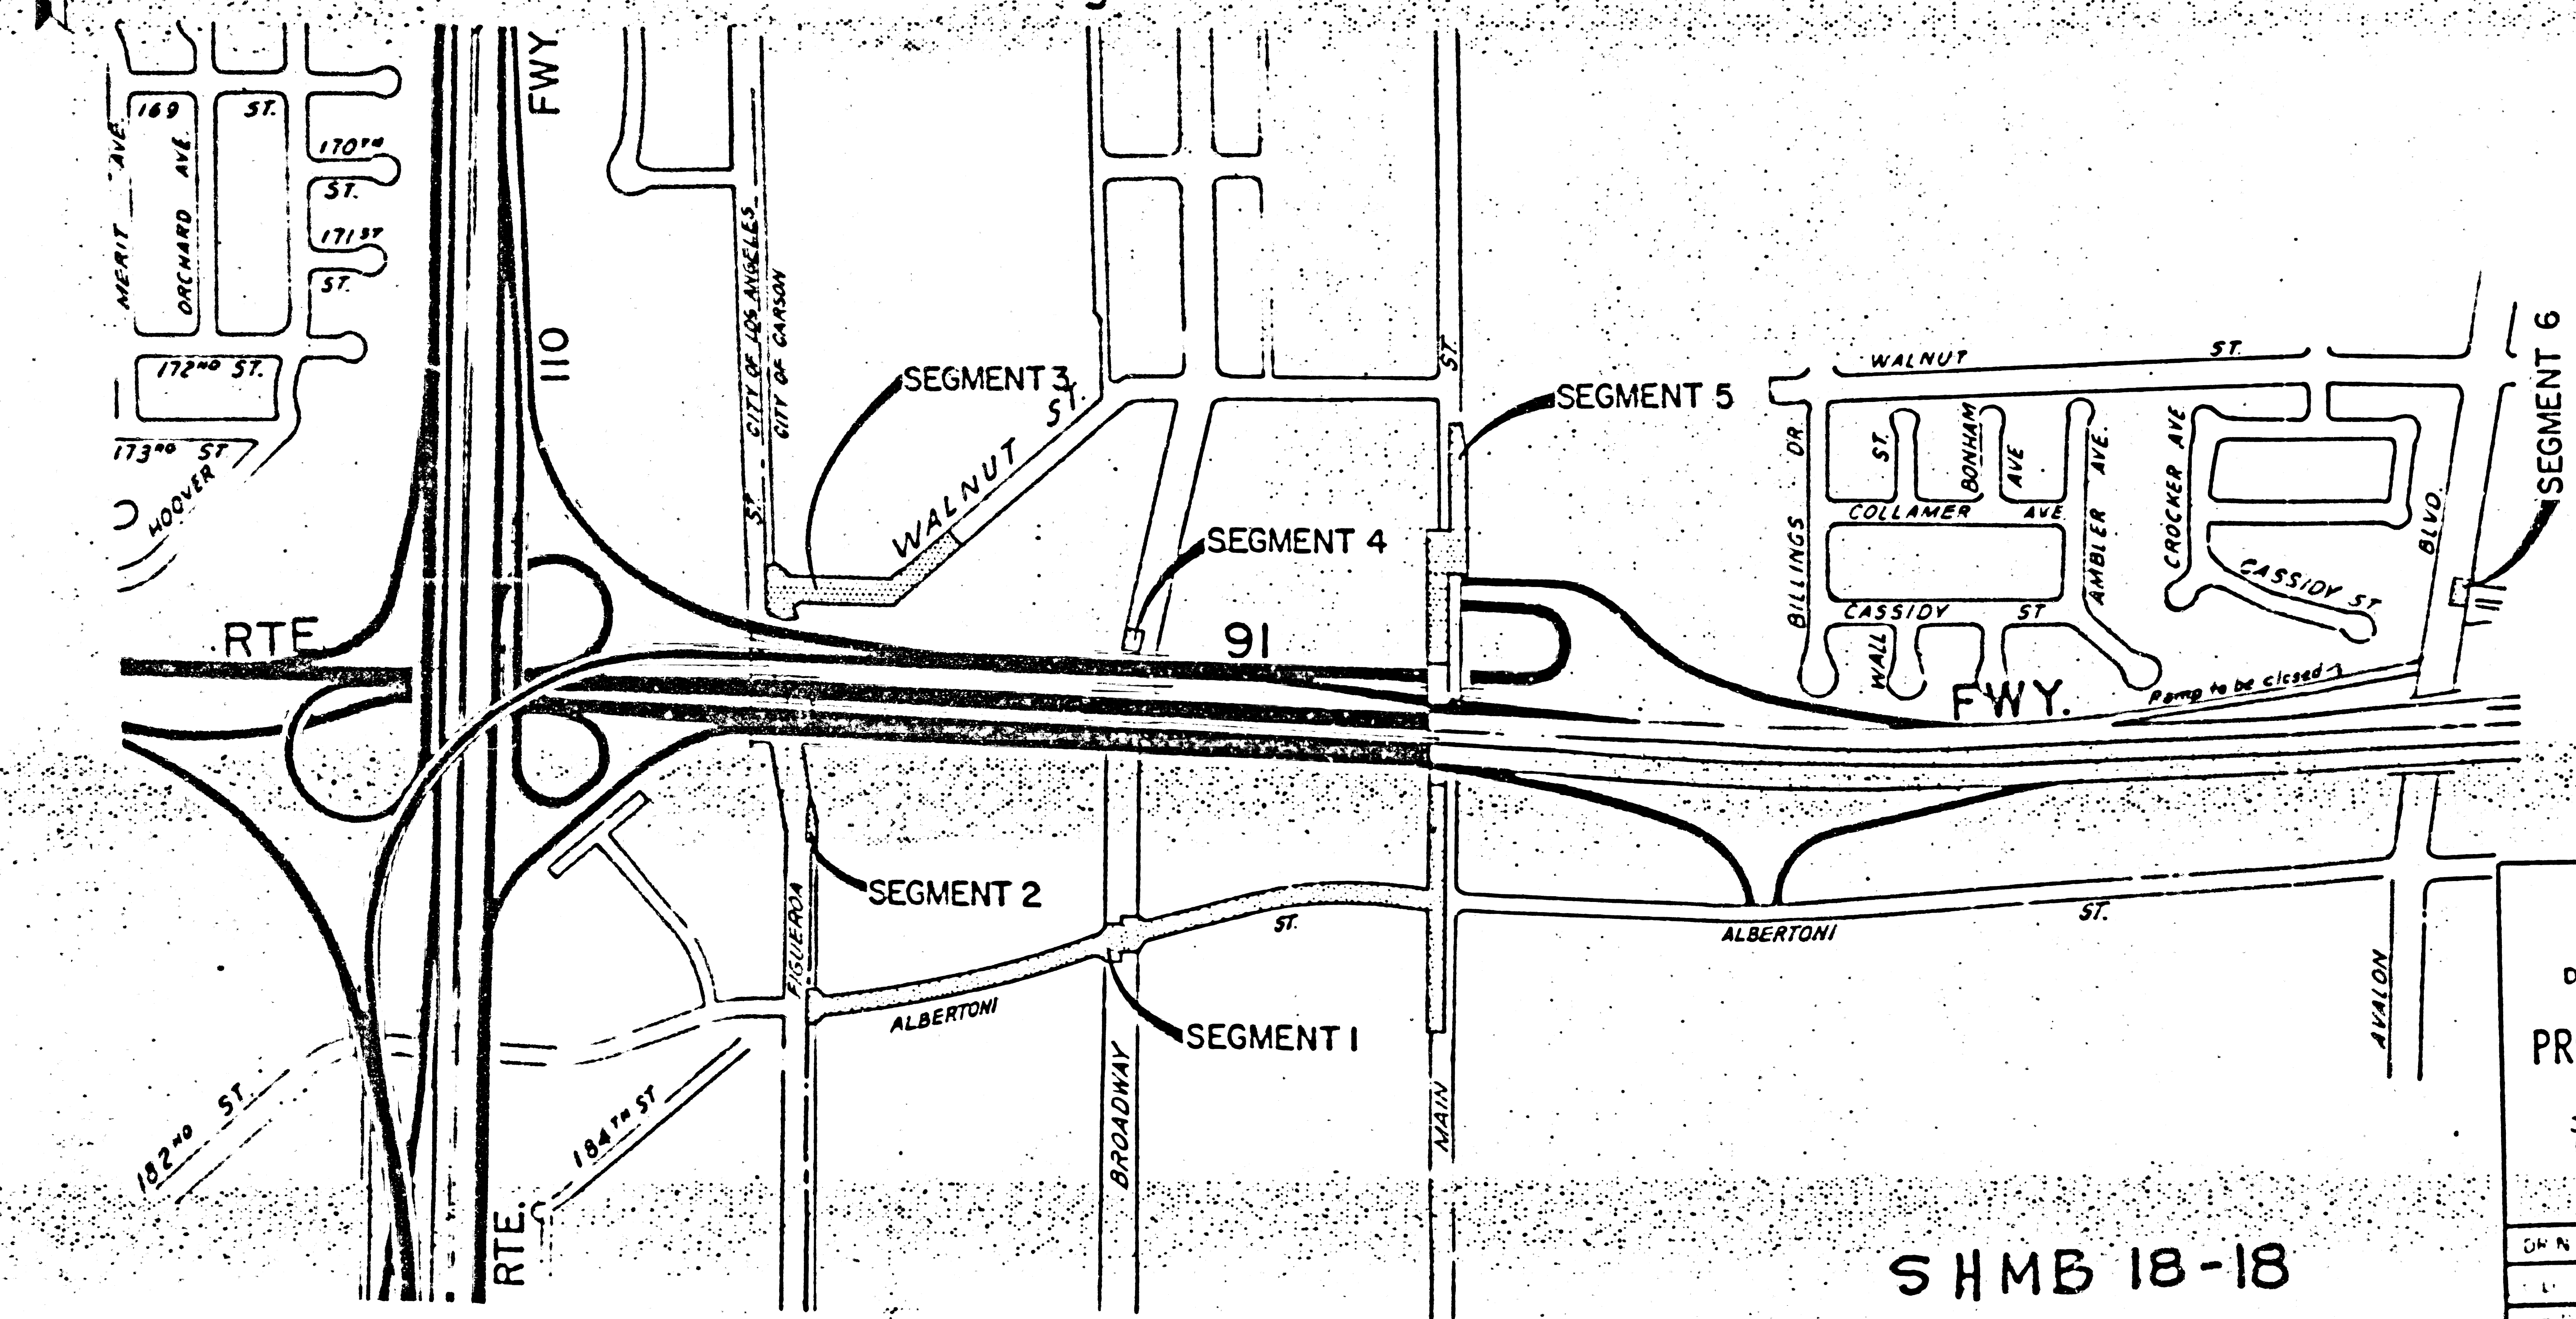 FWY.
169 ST.
MERIT AVE.
ORCHARD AVE.
170TH
ST.
171ST
ST.
172ND ST.
173RD ST
HOOVER
110
CITY OF LOS ANGELES
CITY OF CARSON
ST.
SEGMENT 3
WALNUT ST.
SEGMENT 4
ST.
SEGMENT 5
WALNUT ST.
BILLINGS DR.
ST.
BONHAM
AVE
AMBLER AVE.
CROCKER AVE
COLLAMER AVE.
CASSIDY ST
CASSIDY ST
WALL
BLVD.
SEGMENT 6
RTE.
91
FWY.
Ramp to be closed
SEGMENT 2
FIGUEROA
ALBERTONI
ST.
SEGMENT 1
BROADWAY
MAIN
ALBERTONI
ST.
AVALON
182ND ST.
184TH ST
RTE.
PR
SHMB 18-18